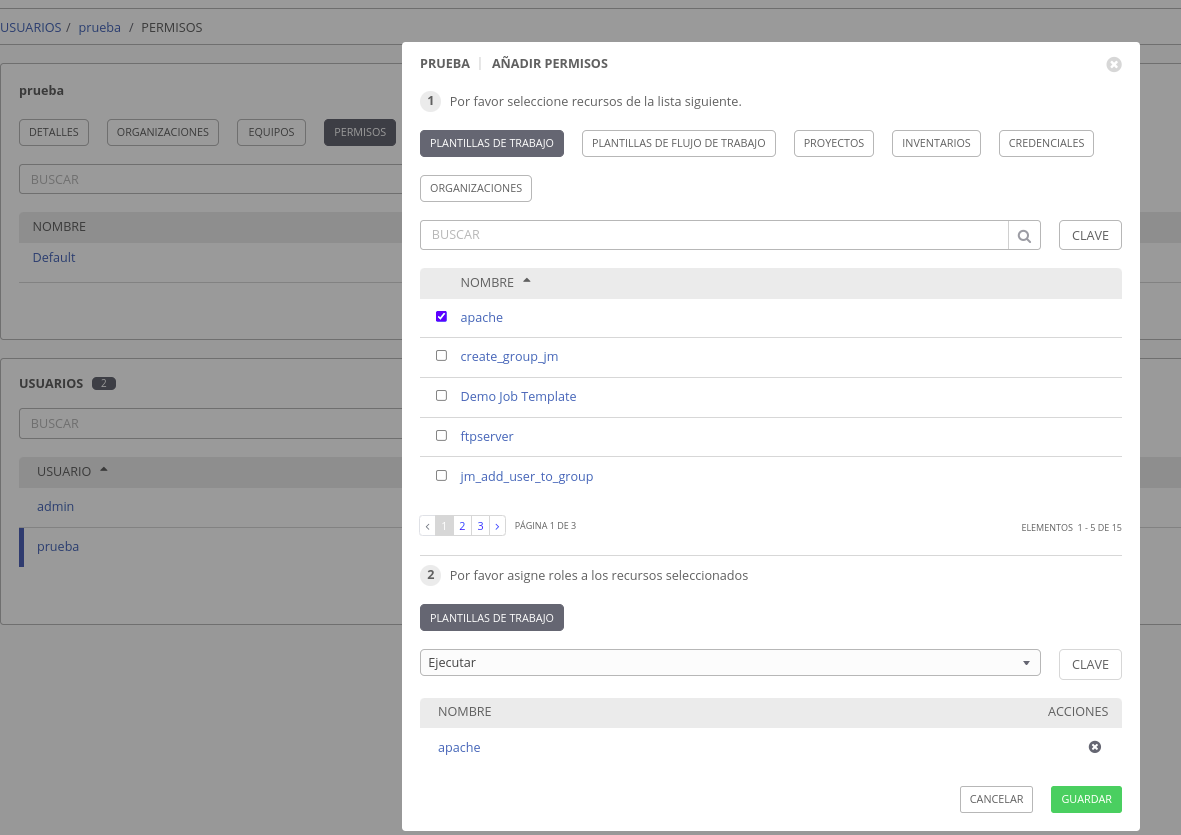 USUARIOS / prueba / PERMISOS
prueba
DETALLES ORGANIZACIONES EQUIPOS PERMISOS
BUSCAR
NOMBRE
Default
USUARIOS 2
BUSCAR
USUARIO
admin
prueba
PRUEBA | AÑADIR PERMISOS
1 Por favor seleccione recursos de la lista siguiente.
PLANTILLAS DE TRABAJO PLANTILLAS DE FLUJO DE TRABAJO PROYECTOS INVENTARIOS CREDENCIALES
ORGANIZACIONES
BUSCAR CLAVE
NOMBRE
apache
create_group_jm
Demo Job Template
ftpserver
jm_add_user_to_group
‹ 1 2 3 › PÁGINA 1 DE 3 ELEMENTOS 1 - 5 DE 15
2 Por favor asigne roles a los recursos seleccionados
PLANTILLAS DE TRABAJO
Ejecutar CLAVE
NOMBRE ACCIONES
apache
CANCELAR GUARDAR